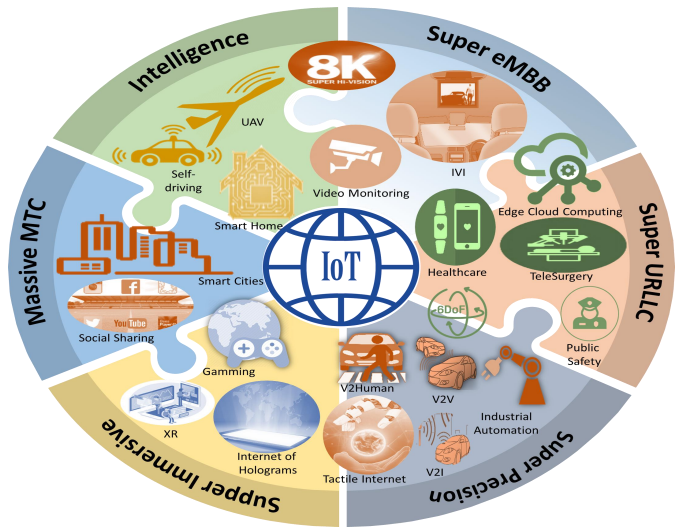 Intelligence
Super eMBB
8K
SUPER HI-VISION
UAV
Self-
driving
Video Monitoring
IVI
Smart Home
Edge Cloud Computing
Massive MTC
Super URLLC
IoT
Healthcare
TeleSurgery
Smart Cities
YouTube
Social Sharing
6DoF
Public
Safety
Gamming
V2Human
V2V
Industrial
Automation
XR
Internet of
Holograms
Tactile Internet
V2I
Supper Immersive
Super Precision